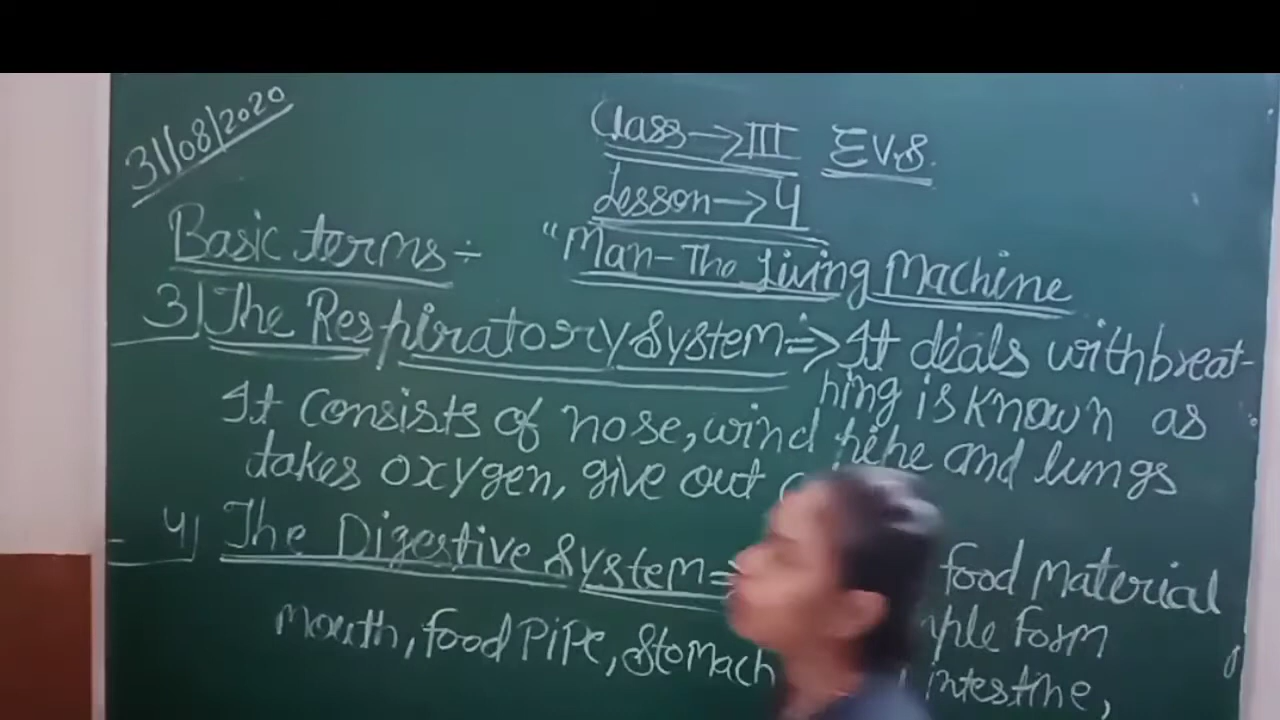 31/08/2020
Class→III EVS.
Lesson→4
Basic terms÷ "Man-The Living Machine
3) The Respiratory System⇒ It deals with breat-
hing is known as
It consists of nose, wind pipe and lungs
takes oxygen, give out
4) The Digestive System= food Material
Form
mouth, food PiPe, Stomach intestine,